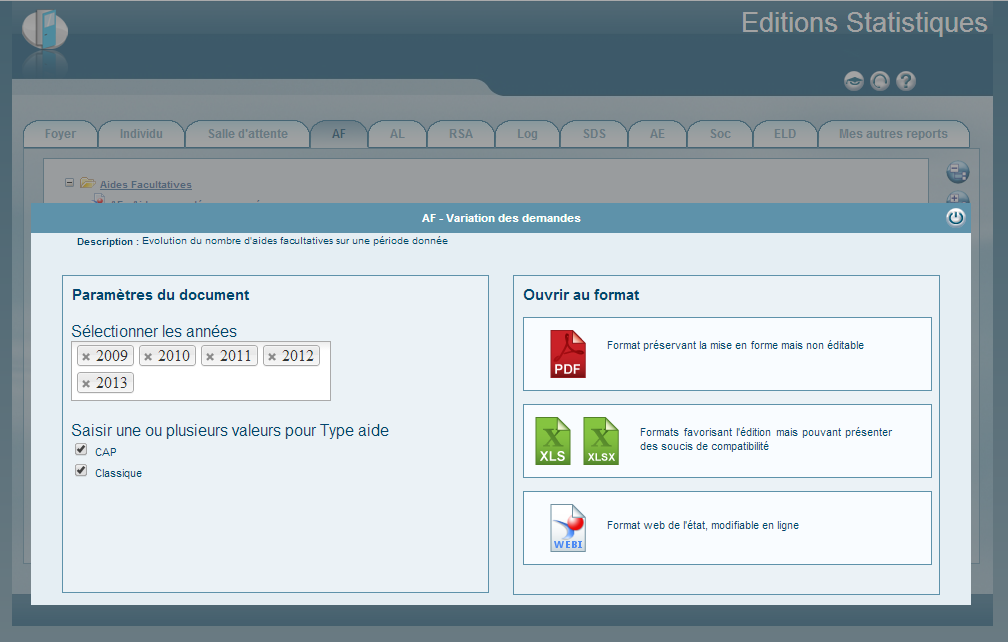 Editions Statistiques
Foyer Individu Salle d'attente AF AL RSA Log SDS AE Soc ELD Mes autres reports
Aides Facultatives
AF - Variation des demandes
Description : Evolution du nombre d'aides facultatives sur une période donnée
Paramètres du document
Sélectionner les années
× 2009 × 2010 × 2011 × 2012
× 2013
Saisir une ou plusieurs valeurs pour Type aide
CAP
Classique
Ouvrir au format
PDF
Format préservant la mise en forme mais non éditable
XLS XLSX
Formats favorisant l'édition mais pouvant présenter
des soucis de compatibilité
WEBI
Format web de l'état, modifiable en ligne